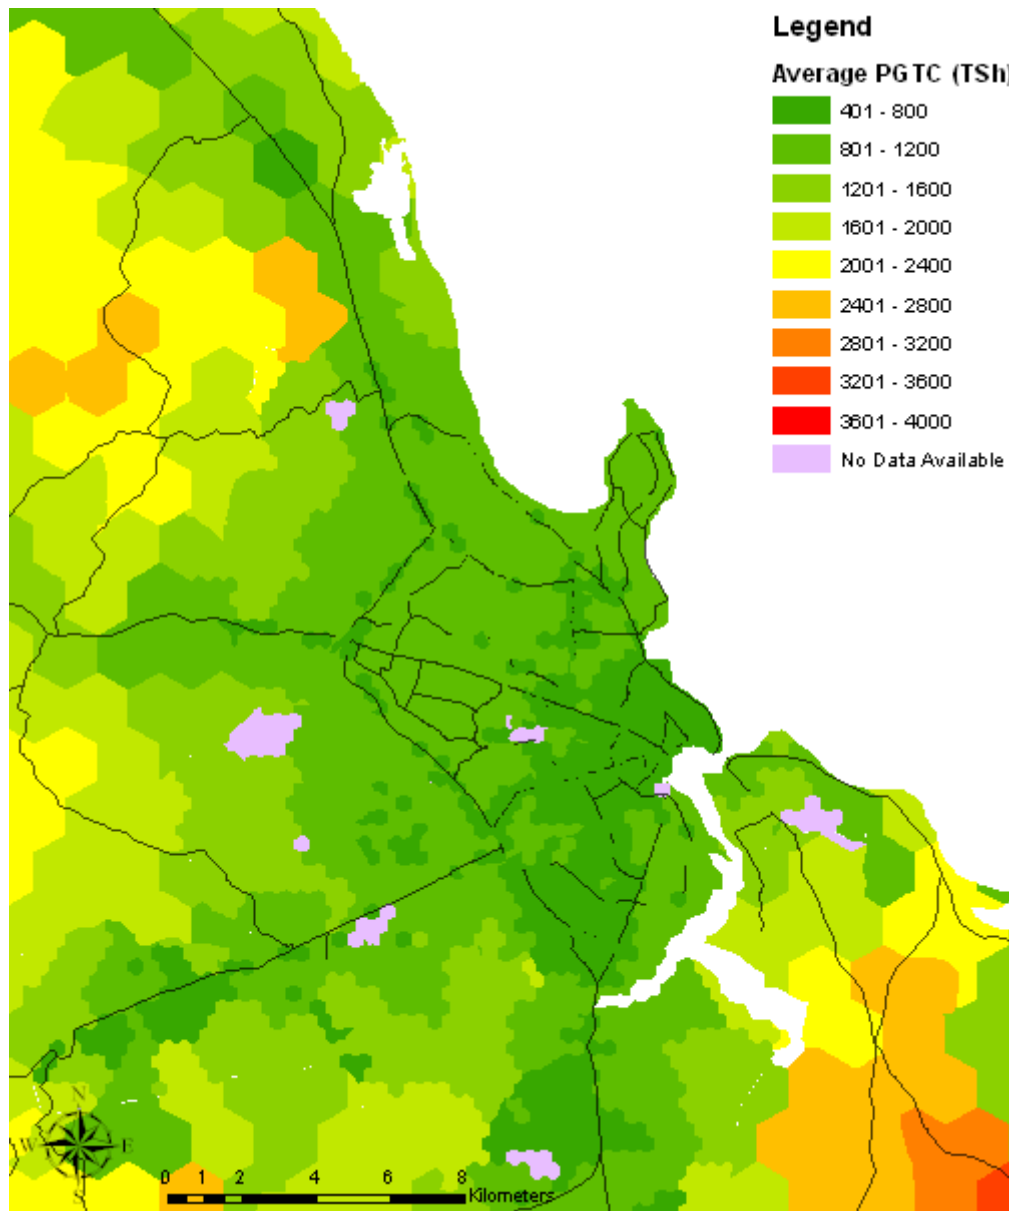 Legend
Average PGTC (TSh)
401 - 800
801 - 1200
1201 - 1600
1601 - 2000
2001 - 2400
2401 - 2800
2801 - 3200
3201 - 3600
3601 - 4000
No Data Available
N
W E
S
0 1 2 4 6 8
Kilometers